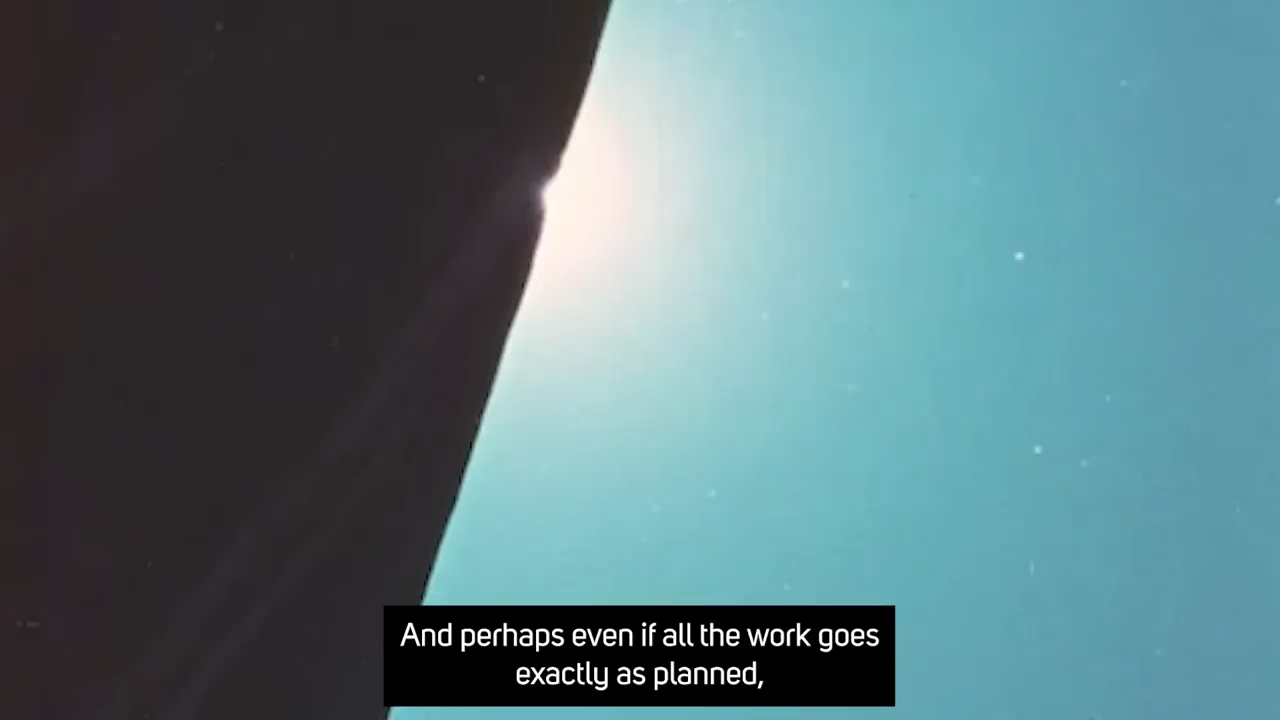 And perhaps even if all the work goes
exactly as planned,